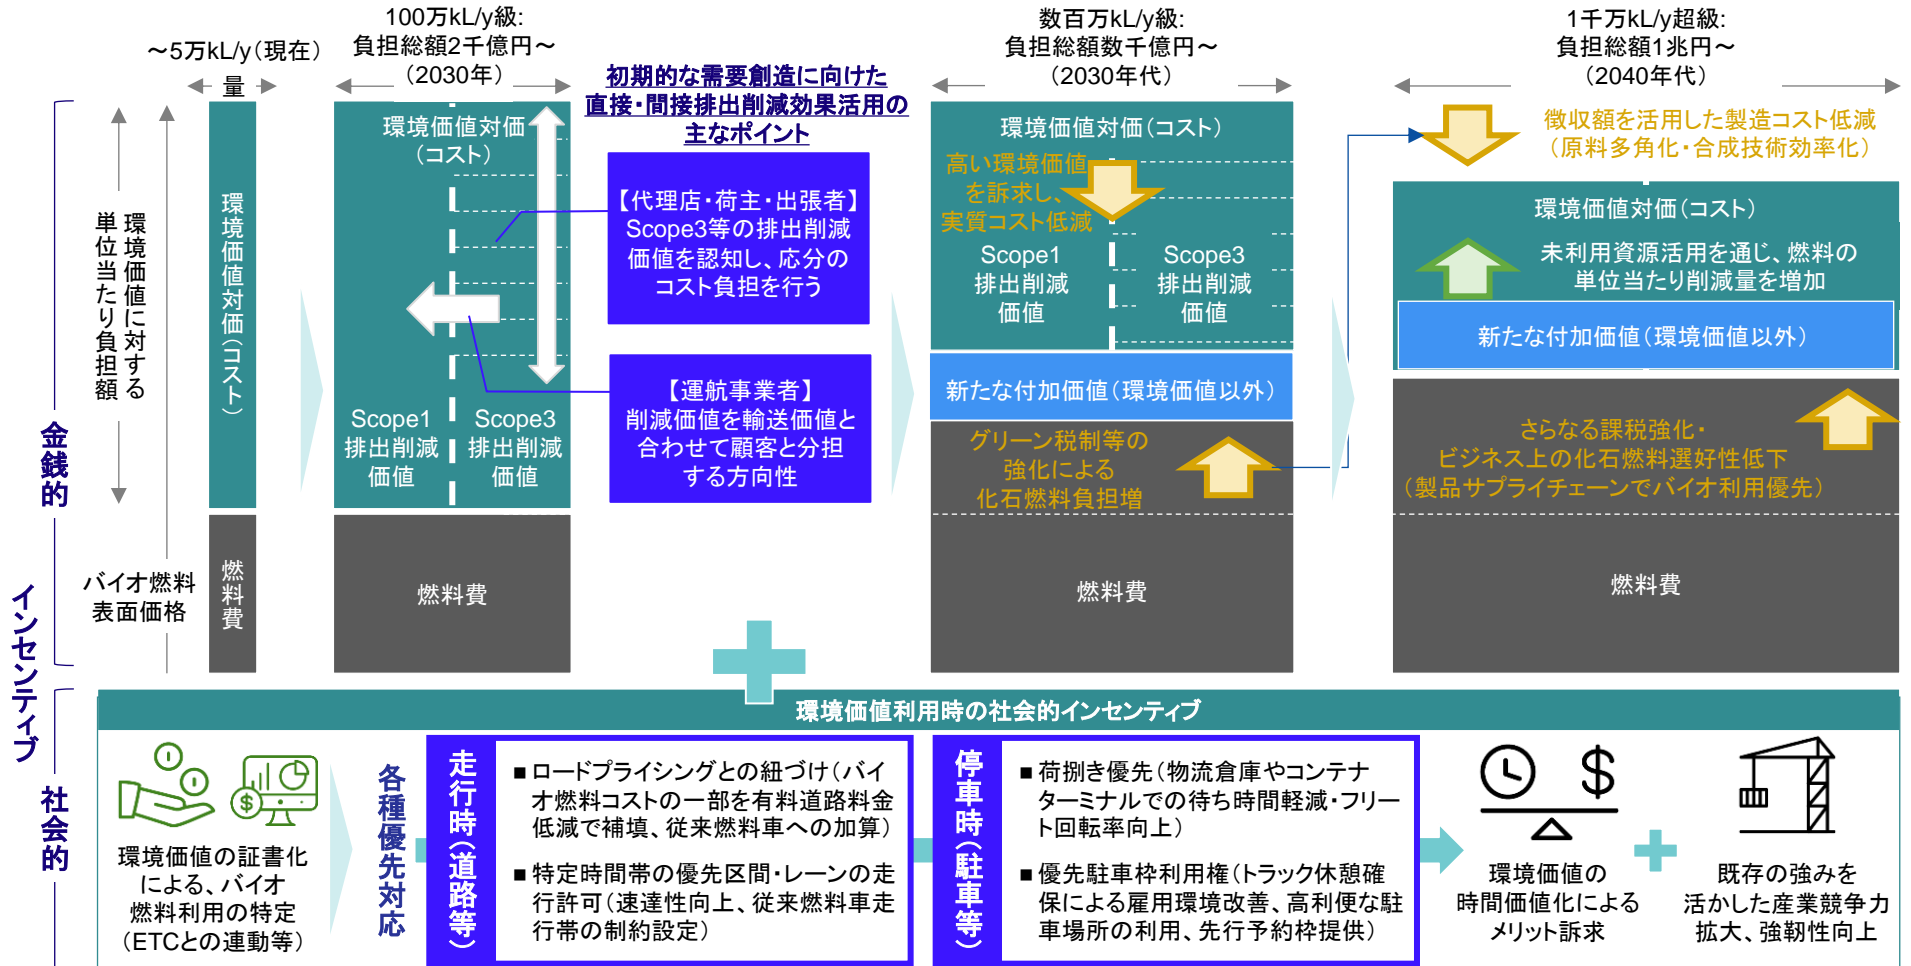 ～5万kL/y（現在）
量
100万kL/y級:
負担総額2千億円～
（2030年）
初期的な需要創造に向けた
直接・間接排出削減効果活用の
主なポイント
数百万kL/y級:
負担総額数千億円～
（2030年代）
1千万kL/y超級:
負担総額1兆円～
（2040年代）
インセンティブ
金銭的
環境価値に対する
単位当たり負担額
バイオ燃料
表面価格
環境価値対価（コスト）
燃料費
環境価値対価
（コスト）
Scope1
排出削減
価値
Scope3
排出削減
価値
燃料費
【代理店・荷主・出張者】
Scope3等の排出削減
価値を認知し、応分の
コスト負担を行う
【運航事業者】
削減価値を輸送価値と
合わせて顧客と分担
する方向性
環境価値対価（コスト）
高い環境価値
を訴求し、
実質コスト低減
Scope1
排出削減
価値
Scope3
排出削減
価値
新たな付加価値（環境価値以外）
グリーン税制等の
強化による
化石燃料負担増
燃料費
徴収額を活用した製造コスト低減
（原料多角化・合成技術効率化）
環境価値対価（コスト）
未利用資源活用を通じ、燃料の
単位当たり削減量を増加
新たな付加価値（環境価値以外）
さらなる課税強化・
ビジネス上の化石燃料選好性低下
（製品サプライチェーンでバイオ利用優先）
燃料費
社会的
環境価値利用時の社会的インセンティブ
環境価値の証書化
による、バイオ
燃料利用の特定
（ETCとの連動等）
各種優先対応
走行時（道路等）
■ロードプライシングとの紐づけ（バイ
オ燃料コストの一部を有料道路料金
低減で補填、従来燃料車への加算）
■特定時間帯の優先区間・レーンの走
行許可（速達性向上、従来燃料車走
行帯の制約設定）
停車時（駐車等）
■荷捌き優先（物流倉庫やコンテナ
ターミナルでの待ち時間軽減・フリー
ト回転率向上）
■優先駐車枠利用権（トラック休憩確
保による雇用環境改善、高利便な駐
車場所の利用、先行予約枠提供）
環境価値の
時間価値化による
メリット訴求
既存の強みを
活かした産業競争力
拡大、強靭性向上